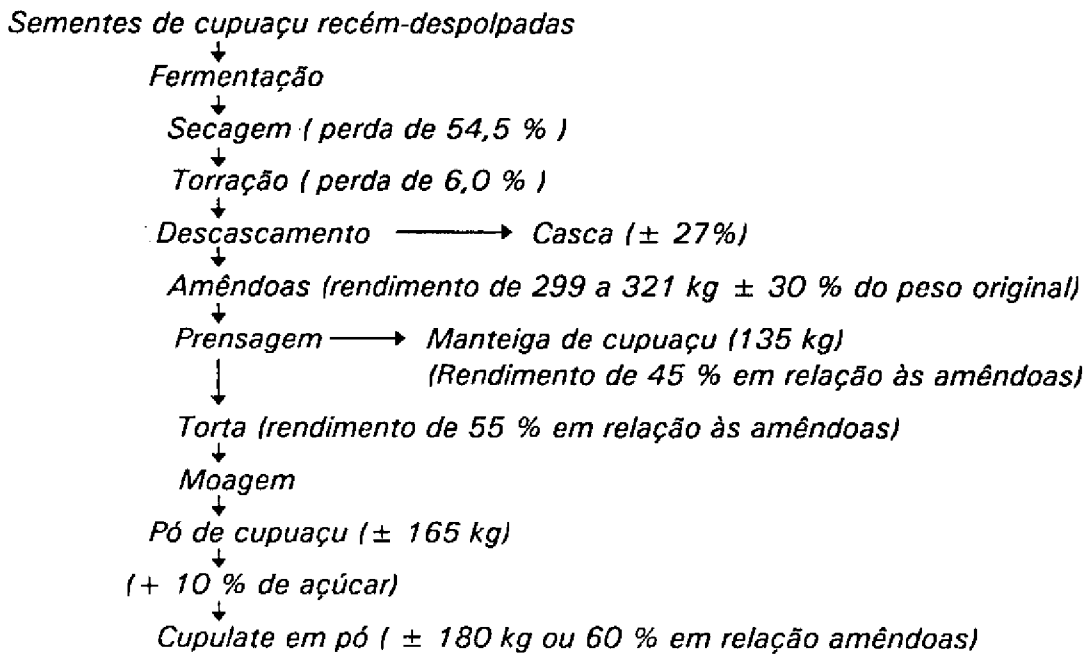 Sementes de cupuaçu recém-despolpadas
Fermentação
Secagem ( perda de 54,5 % )
Torração ( perda de 6,0 % )
Descascamento → Casca (± 27%)
Amêndoas (rendimento de 299 a 321 kg ± 30 % do peso original)
Prensagem → Manteiga de cupuaçu (135 kg)
(Rendimento de 45 % em relação às amêndoas)
Torta (rendimento de 55 % em relação às amêndoas)
Moagem
Pó de cupuaçu (± 165 kg)
(+ 10 % de açúcar)
Cupulate em pó ( ± 180 kg ou 60 % em relação amêndoas)